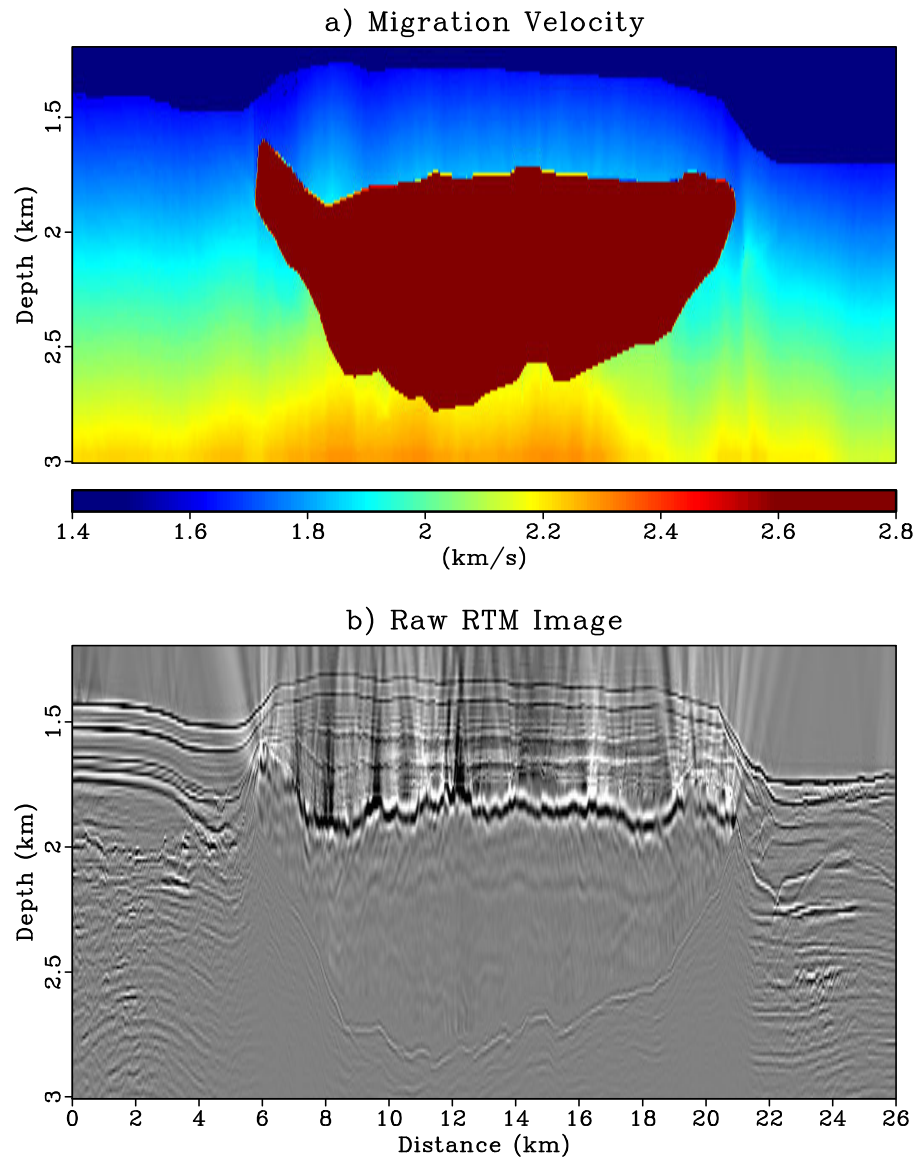 a) Migration Velocity
Depth (km)
1.5
2
2.5
3
1.4 1.6 1.8 2 2.2 2.4 2.6 2.8
(km/s)
b) Raw RTM Image
Depth (km)
1.5
2
2.5
3
0 2 4 6 8 10 12 14 16 18 20 22 24 26
Distance (km)